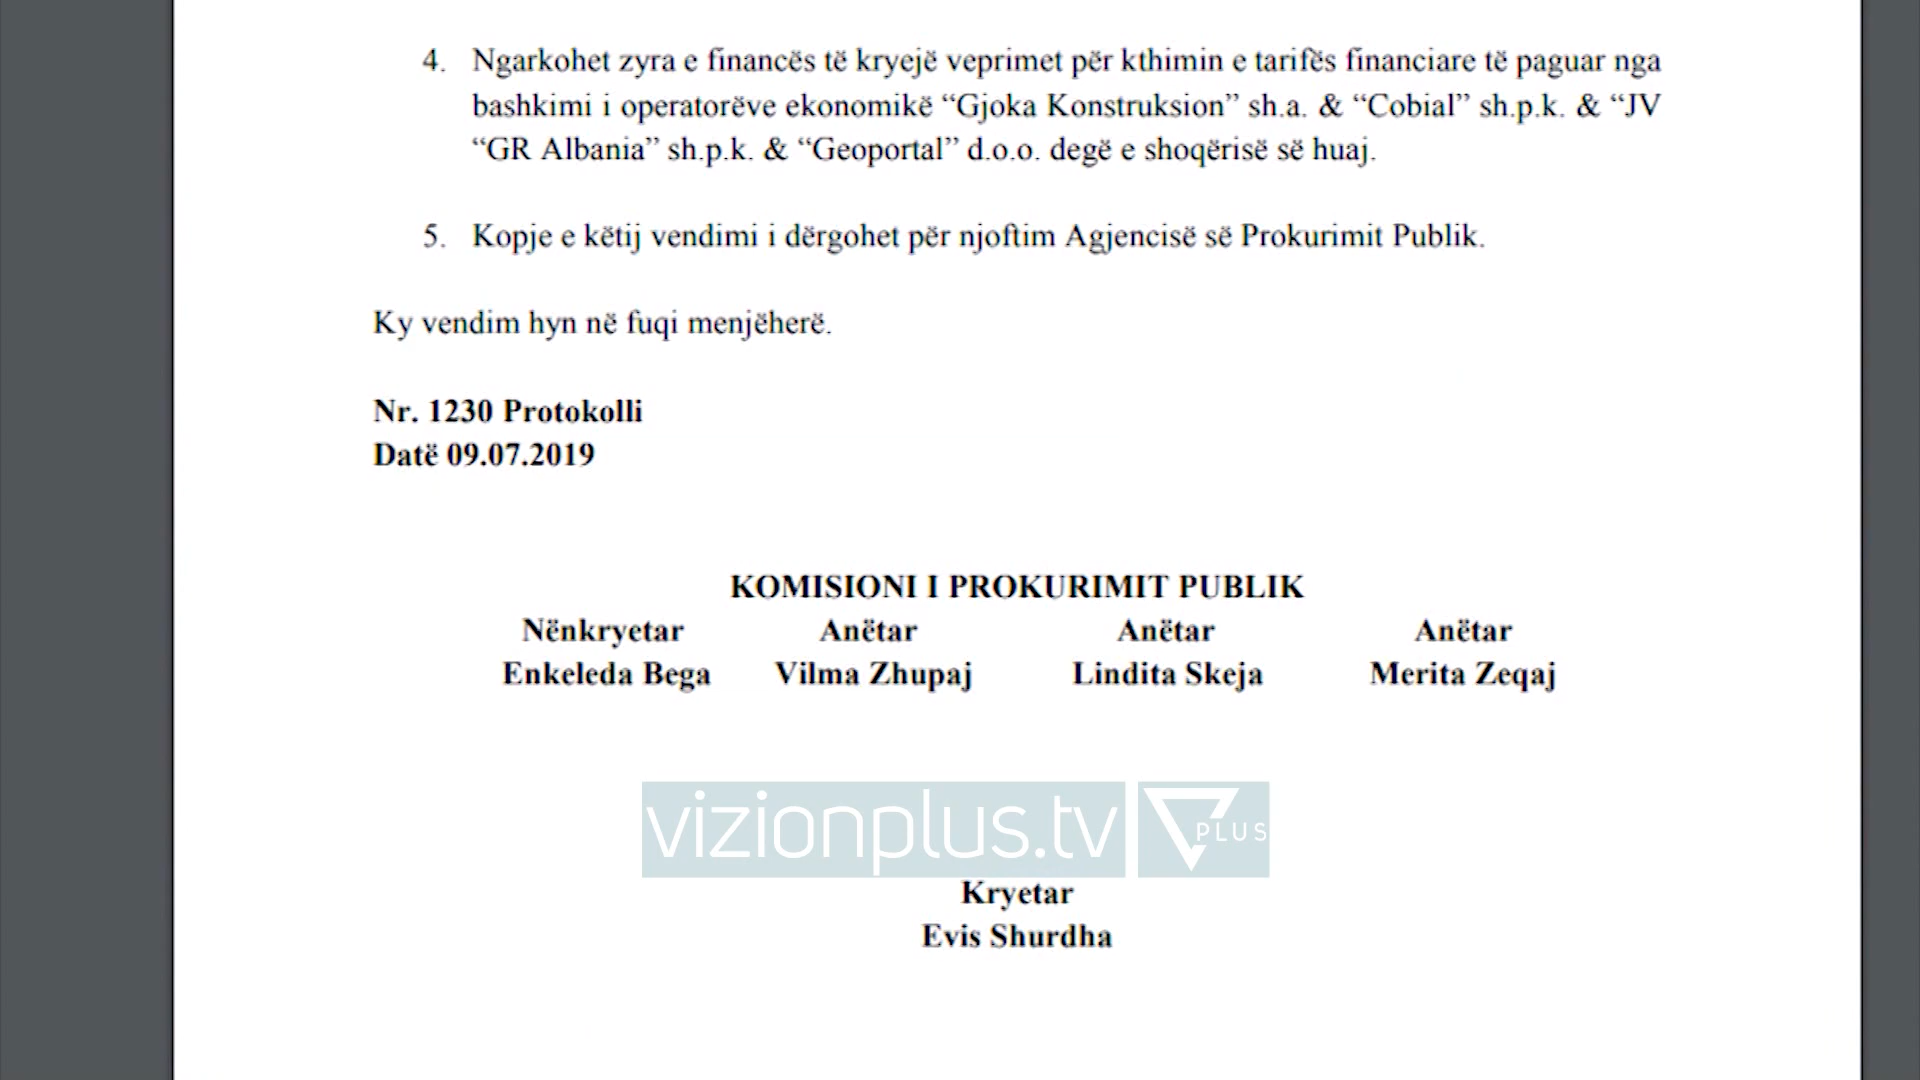 4. Ngarkohet zyra e financës të kryejë veprimet për kthimin e tarifës financiare të paguar nga
bashkimi i operatorëve ekonomikë “Gjoka Konstruksion” sh.a. & “Cobial” sh.p.k. & “JV
“GR Albania” sh.p.k. & “Geoportal” d.o.o. degë e shoqërisë së huaj.
5. Kopje e këtij vendimi i dërgohet për njoftim Agjencisë së Prokurimit Publik.
Ky vendim hyn në fuqi menjëherë.
Nr. 1230 Protokolli
Datë 09.07.2019
KOMISIONI I PROKURIMIT PUBLIK
Nënkryetar Anëtar Anëtar Anëtar
Enkeleda Bega Vilma Zhupaj Lindita Skeja Merita Zeqaj
vizionplus.tv PLUS
Kryetar
Evis Shurdha